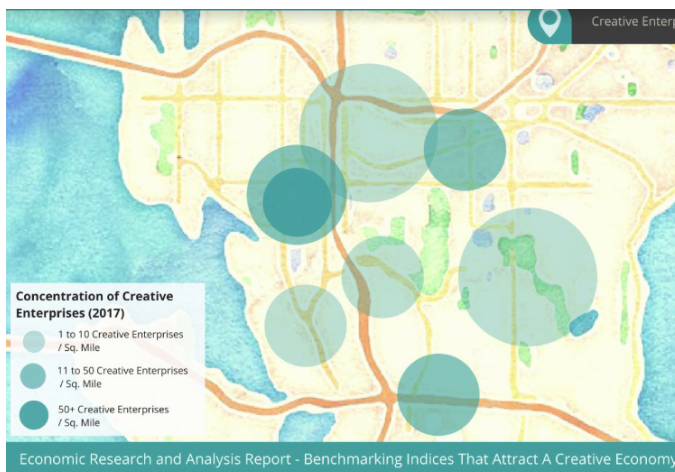 Creative
Concentration of Creative
Enterprises (2017)
1 to 10 Creative Enterprises
/ Sq. Mile
11 to 50 Creative Enterprises
/ Sq. Mile
50+ Creative Enterprises
/ Sq. Mile
Economic Research and Analysis Report - Benchmarking Indices That Attract A Creative Economy